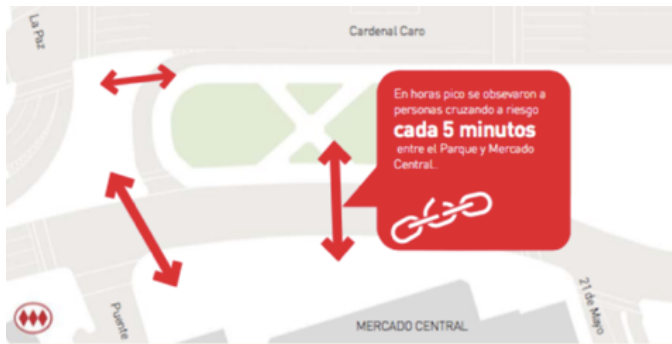 La Paz
Cardenal Caro
En horas pico se obsevaron a
personas cruzando a riesgo
cada 5 minutos
entre el Parque y Mercado
Central..
Puente
MERCADO CENTRAL
21 de Mayo